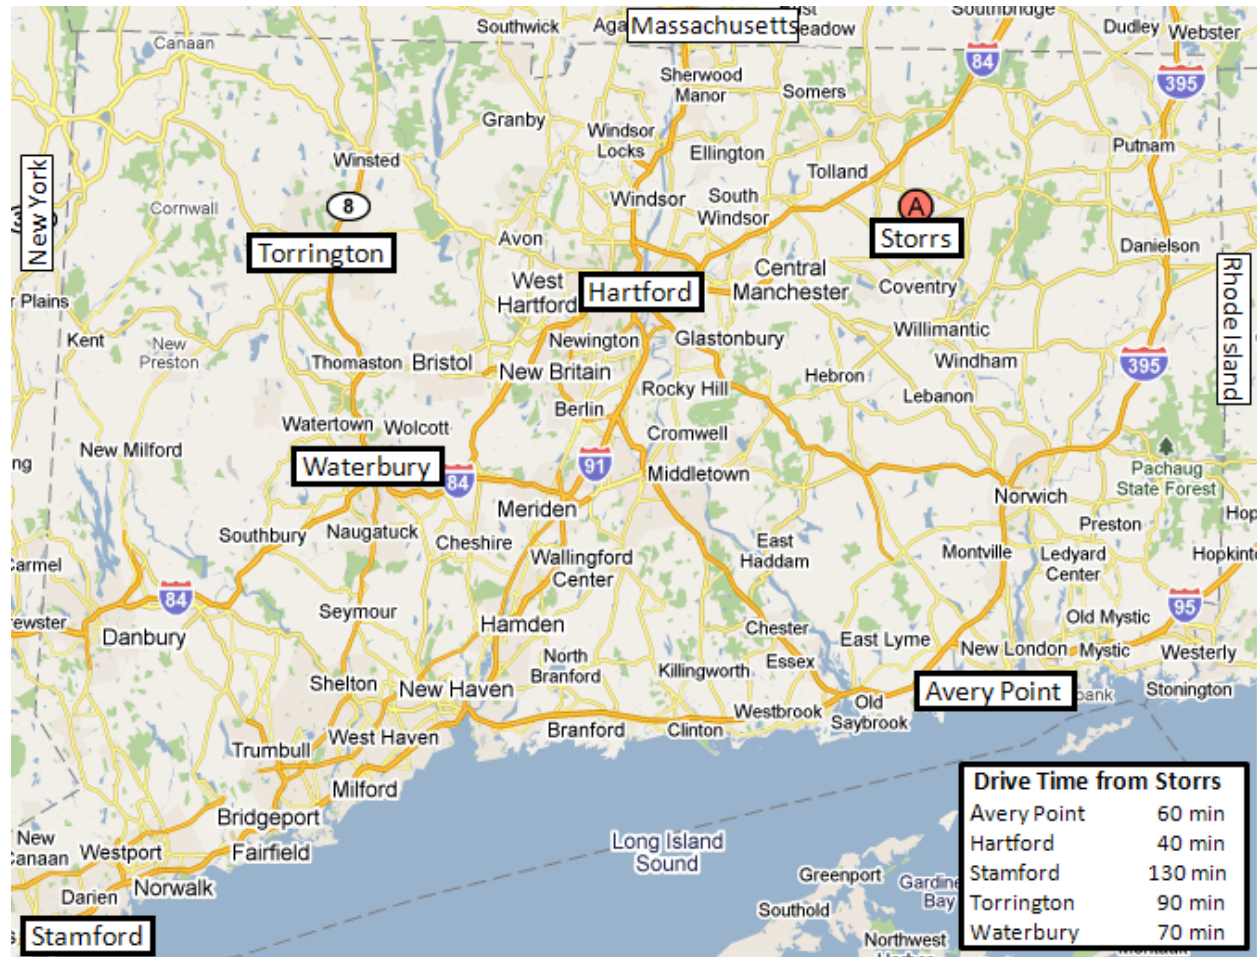 Southwick
Massachusetts
Southbridge
Dudley
Webster
Canaan
84
395
Sherwood
Manor
Somers
Granby
Windsor
Locks
Ellington
Putnam
Winsted
Tolland
New York
Cornwall
8
Windsor
South
Windsor
A
Storrs
Torrington
Avon
Danielson
West
Hartford
Hartford
Central
Manchester
Coventry
Rhode Island
Plains
Kent
New
Preston
Newington
Glastonbury
Willimantic
Windham
Thomaston
Bristol
New Britain
395
Rocky Hill
Hebron
Lebanon
Berlin
Watertown
Wolcott
Cromwell
New Milford
Waterbury
84
91
Middletown
Pachaug
State Forest
Norwich
Meriden
Southbury
Naugatuck
Cheshire
Preston
Wallingford
Center
East
Haddam
Montville
Ledyard
Center
84
Seymour
95
Danbury
Hamden
Chester
East Lyme
Old Mystic
North
Branford
Killingworth
Essex
New London
Mystic
Westerly
Shelton
New Haven
Avery Point
Stonington
Westbrook
Old
Saybrook
Trumbull
West Haven
Branford
Clinton
Milford
Bridgeport
Fairfield
New
Canaan
Westport
Darien
Norwalk
Stamford
Long Island
Sound
Greenport
Southold
Bay
Northwest
Drive Time from Storrs
Avery Point 60 min
Hartford 40 min
Stamford 130 min
Torrington 90 min
Waterbury 70 min